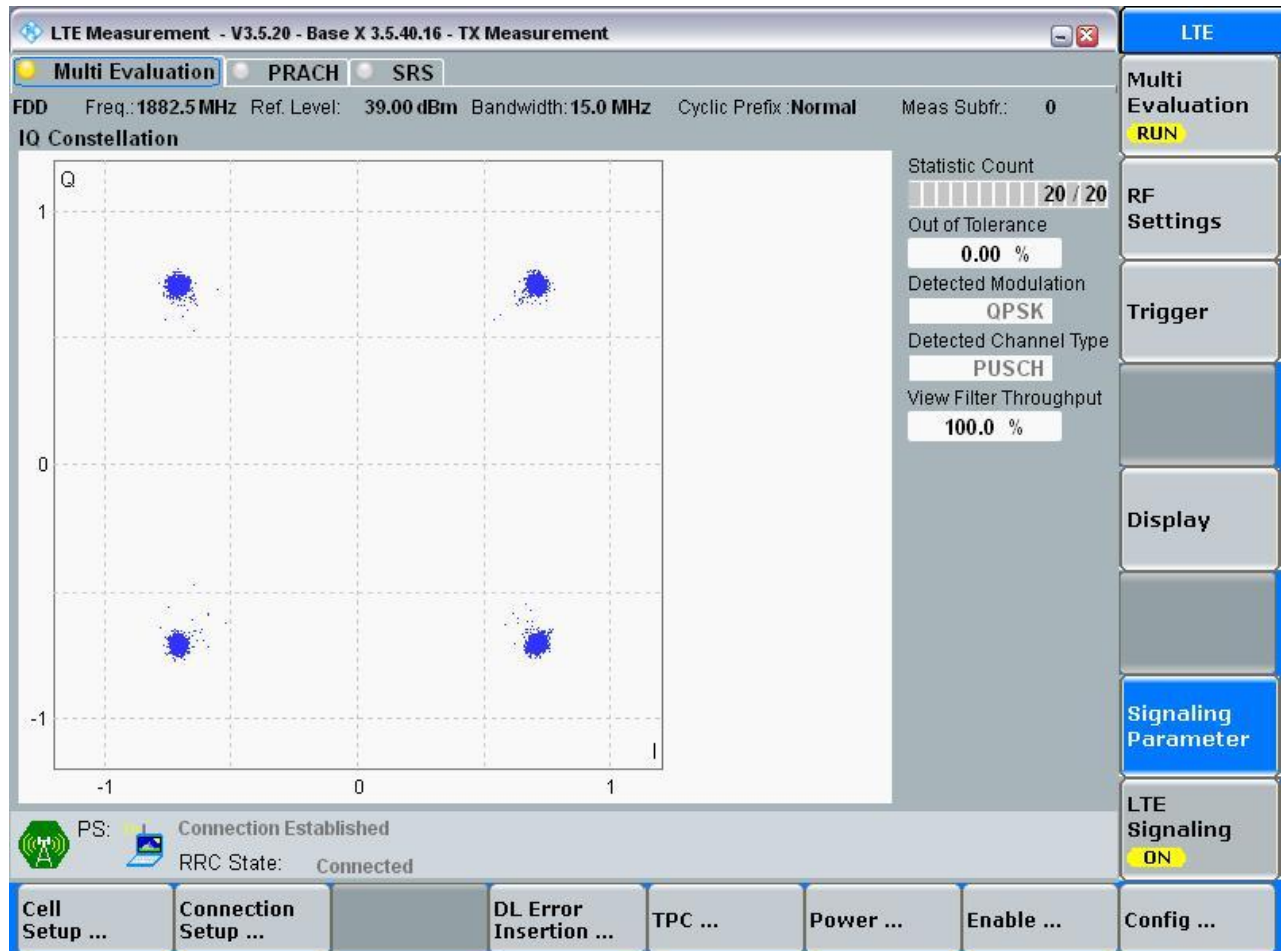 LTE Measurement - V3.5.20 - Base X 3.5.40.16 - TX Measurement
LTE
Multi Evaluation PRACH SRS
Multi
Evaluation
RUN
FDD Freq.: 1882.5 MHz Ref. Level: 39.00 dBm Bandwidth: 15.0 MHz Cyclic Prefix : Normal Meas Subfr.: 0
IQ Constellation
Q
1
0
-1
I
-1 0 1
Statistic Count
20 / 20
Out of Tolerance
0.00 %
Detected Modulation
QPSK
Detected Channel Type
PUSCH
View Filter Throughput
100.0 %
RF
Settings
Trigger
Display
Signaling
Parameter
LTE
Signaling
ON
PS: Connection Established
RRC State: Connected
Cell
Setup ...
Connection
Setup ...
DL Error
Insertion ...
TPC ...
Power ...
Enable ...
Config ...